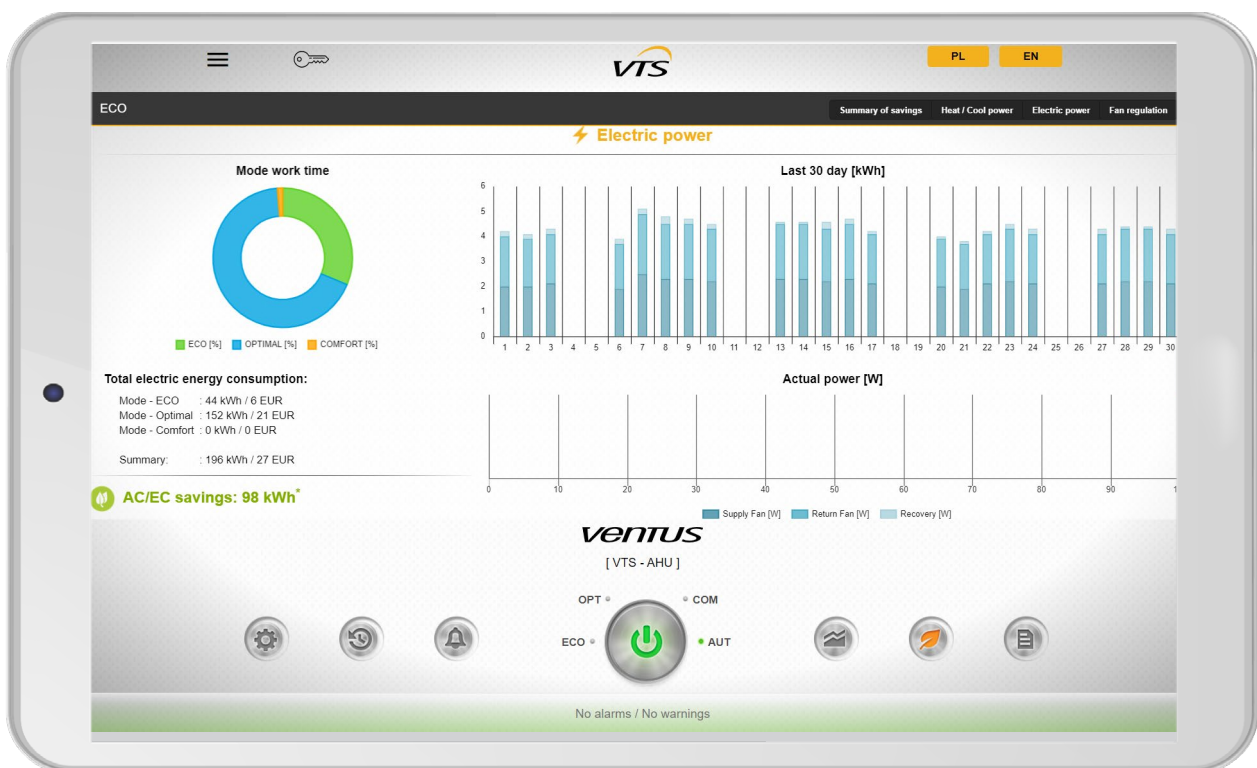 VTS
PL EN
ECO
Summary of savings Heat / Cool power Electric power Fan regulation
Electric power
Mode work time
ECO [%] OPTIMAL [%] COMFORT [%]
Last 30 day [kWh]
6
5
4
3
2
1
0
1 2 3 4 5 6 7 8 9 10 11 12 13 14 15 16 17 18 19 20 21 22 23 24 25 26 27 28 29 30
Total electric energy consumption:
Mode - ECO : 44 kWh / 6 EUR
Mode - Optimal : 152 kWh / 21 EUR
Mode - Comfort : 0 kWh / 0 EUR
Summary: : 196 kWh / 27 EUR
AC/EC savings: 98 kWh*
Actual power [W]
0 10 20 30 40 50 60 70 80 90 1
Supply Fan [W] Return Fan [W] Recovery [W]
VENTUS
[ VTS - AHU ]
OPT COM
ECO AUT
No alarms / No warnings